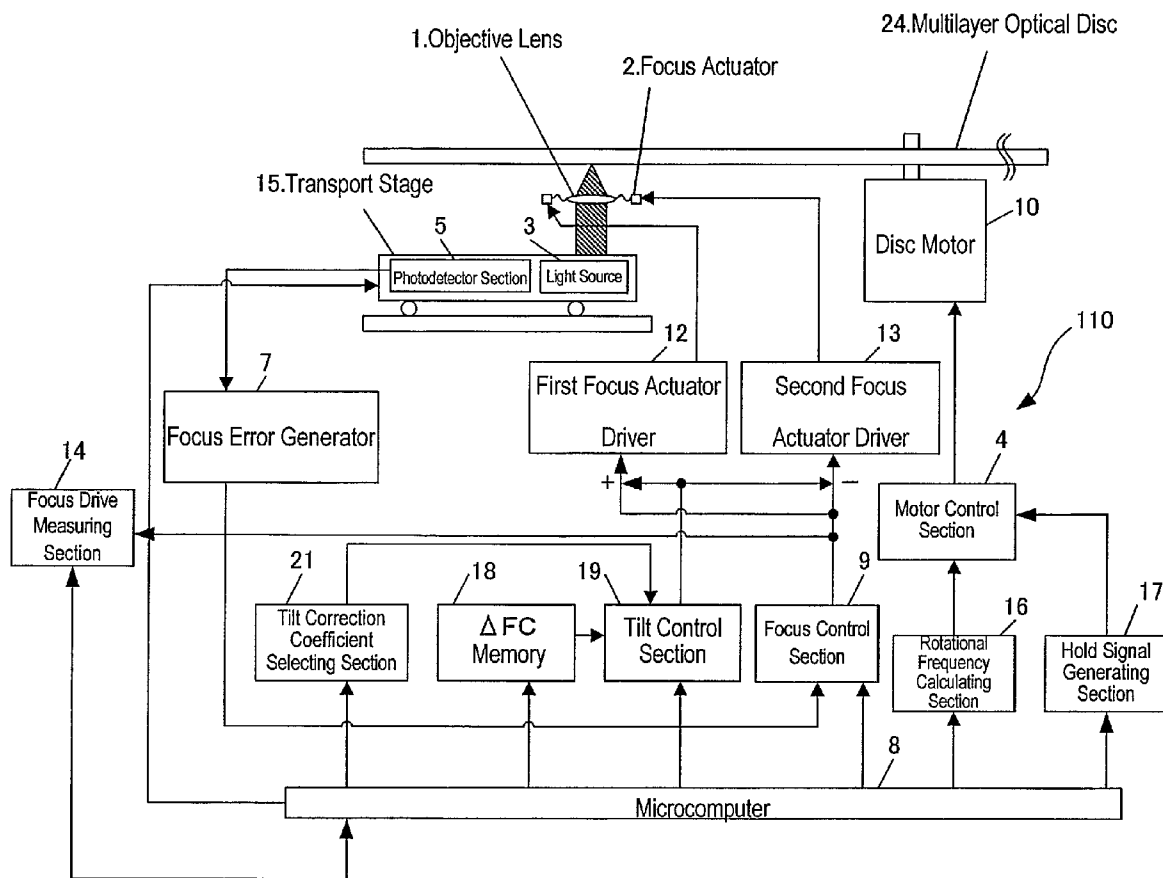 24.Multilayer Optical Disc
1.Objective Lens
2.Focus Actuator
15.Transport Stage
5
3
Photodetector Section
Light Source
10
Disc Motor
110
7
Focus Error Generator
12
First Focus Actuator
Driver
13
Second Focus
Actuator Driver
+
−
14
Focus Drive
Measuring
Section
4
Motor Control
Section
21
Tilt Correction
Coefficient
Selecting Section
18
ΔFC
Memory
19
Tilt Control
Section
9
Focus Control
Section
16
Rotational
Frequency
Calculating
Section
17
Hold Signal
Generating
Section
8
Microcomputer